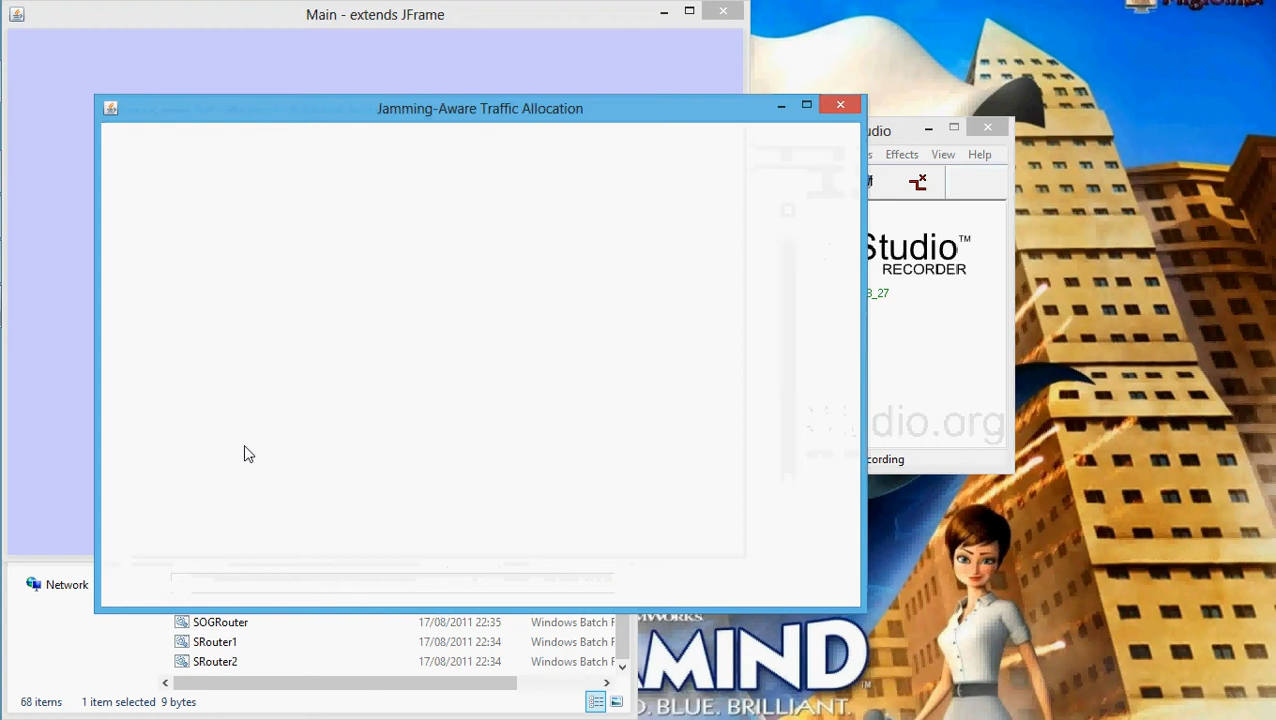 Main - extends JFrame
Jamming-Aware Traffic Allocation
udio
Effects View Help
Studio™
RECORDER
3_27
dio.org
cording
Network
SOGRouter 17/08/2011 22:35 Windows Batch F
SRouter1 17/08/2011 22:34 Windows Batch F
SRouter2 17/08/2011 22:34 Windows Batch F
68 items 1 item selected 9 bytes
AMIND™
D. BLUE. BRILLIANT.